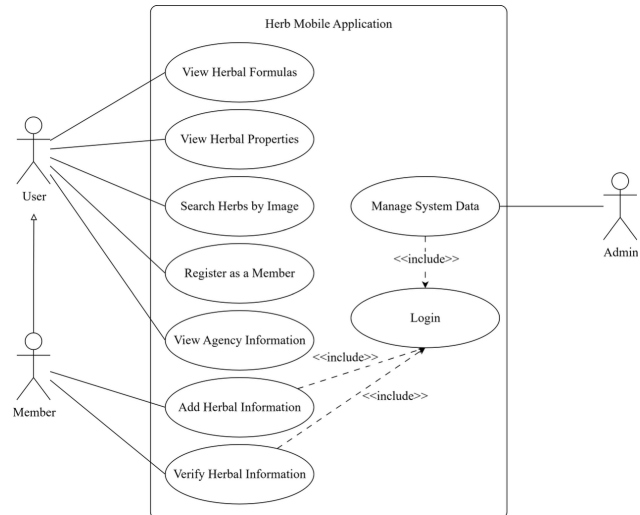 Herb Mobile Application
View Herbal Formulas
View Herbal Properties
User
Search Herbs by Image
Manage System Data
Admin
<<include>>
Register as a Member
Login
View Agency Information
<<include>>
Member
Add Herbal Information
<<include>>
Verify Herbal Information